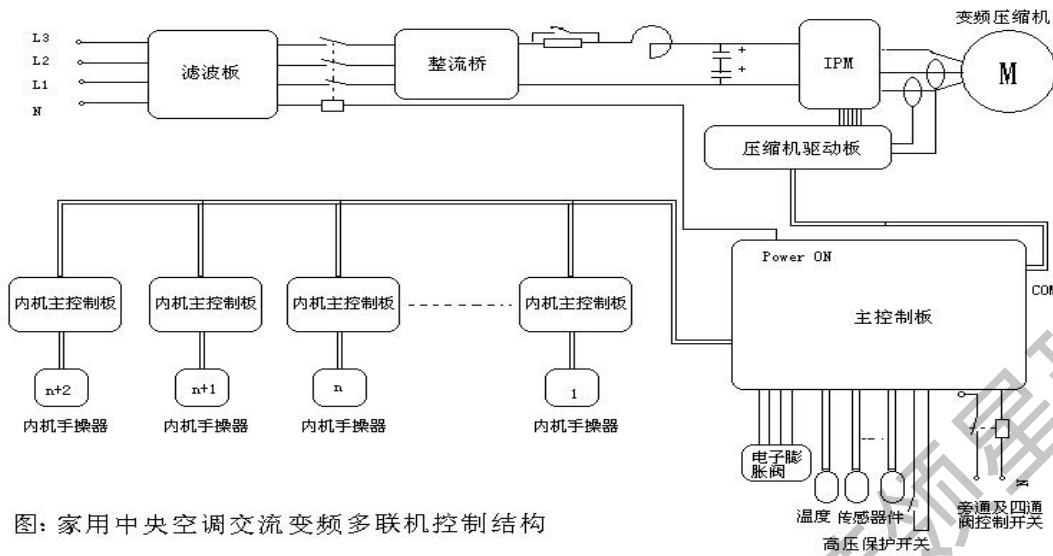 变频压缩机
L3
L2
L1
N
滤波板
整流桥
+
+
IPM
M
压缩机驱动板
Power ON
COM
主控制板
内机主控制板
内机主控制板
内机主控制板
内机主控制板
n+2
n+1
n
1
内机手操器
内机手操器
内机手操器
内机手操器
电子膨
胀阀
温度 传感器件
高压保护开关
N
旁通及四通
阀控制开关
图: 家用中央空调交流变频多联机控制结构
领星